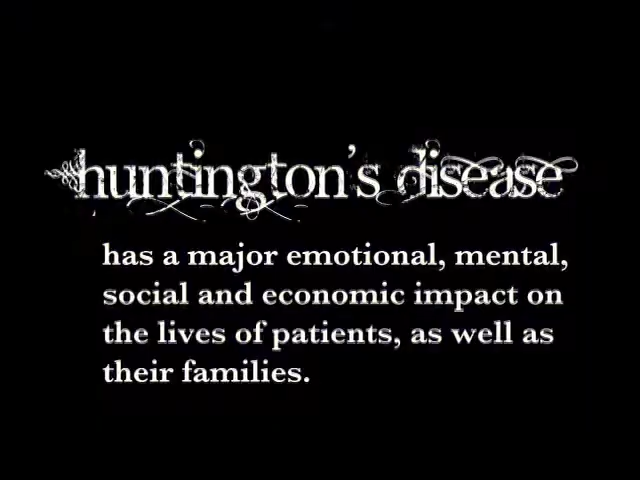 huntington's disease
has a major emotional, mental,
social and economic impact on
the lives of patients, as well as
their families.